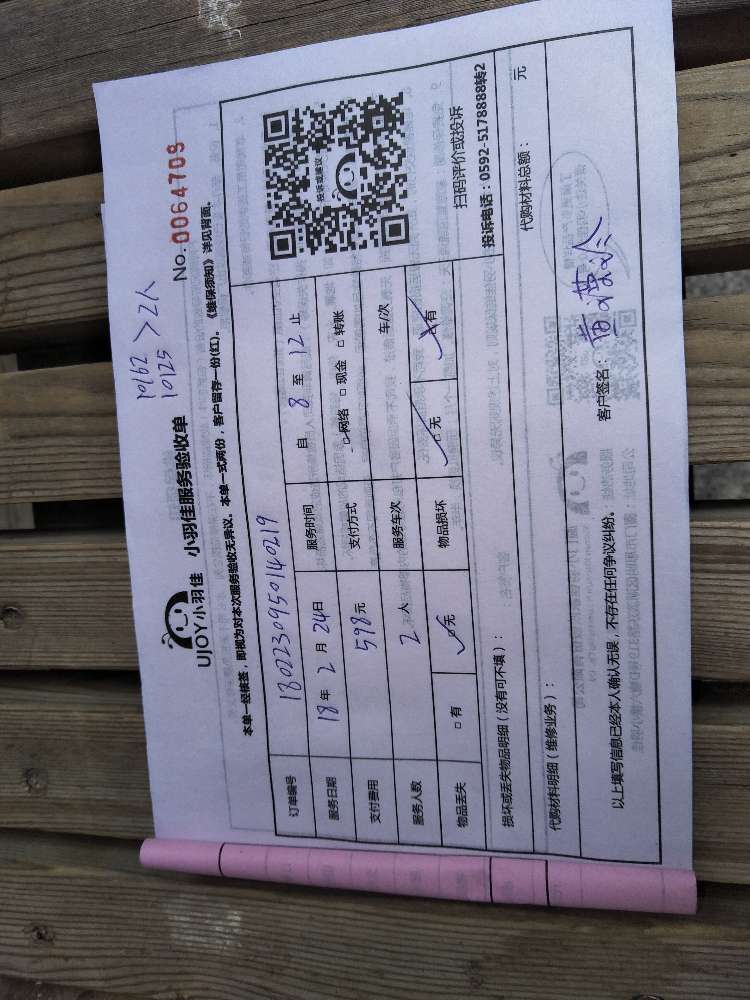 10162
10125 > 2人
UJOY小羽佳 小羽佳服务验收单 No. 0064709
本单一经核签，即视为对本次服务验收无异议。本单一式两份，客户留存一份(红)。《维保须知》详见背面。
订单编号 1802230950140219
服务日期 18年 2 月 24日 服务时间 自 8 至 12 止
支付费用 598元 支付方式 □网络 □现金 □转账
服务人数 2 人 服务车次 车/次
物品丢失 □有 □无 物品损坏 □无 □有
投诉或建议
扫码评价或投诉
投诉电话：0592-5178888转2
损坏或丢失物品明细（没有可不填）：
代购材料明细（维修业务）： 代购材料总额： 元
以上填写信息已经本人确认无误，不存在任何争议纠纷。 客户签名：